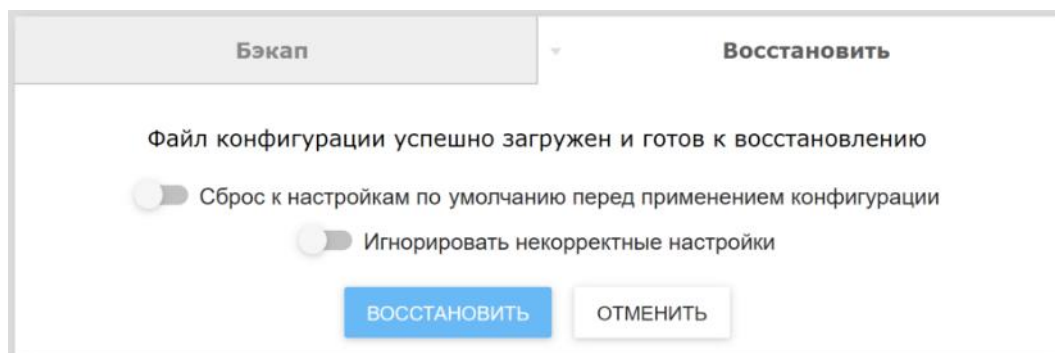 Бэкап
Восстановить
Файл конфигурации успешно загружен и готов к восстановлению
Сброс к настройкам по умолчанию перед применением конфигурации
Игнорировать некорректные настройки
ВОССТАНОВИТЬ
ОТМЕНИТЬ